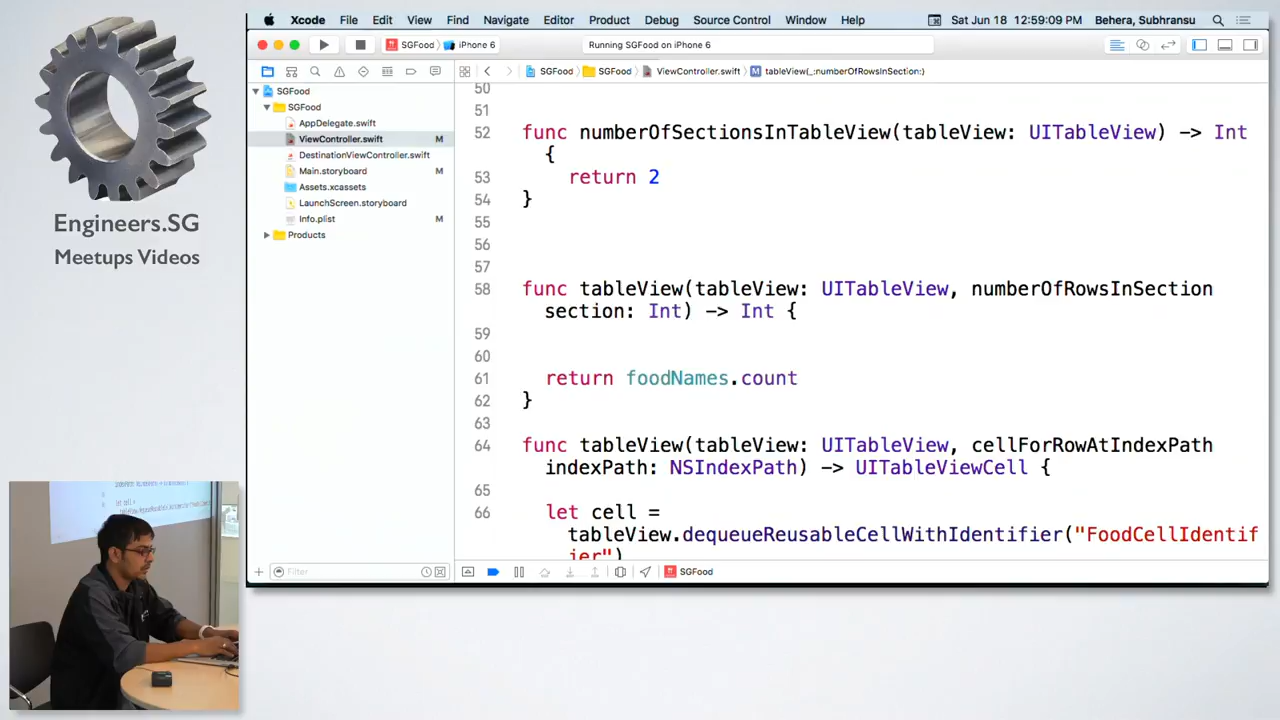 Xcode File Edit View Find Navigate Editor Product Debug Source Control Window Help Sat Jun 18 12:59:09 PM Behera, Subhransu
SGFood iPhone 6 Running SGFood on iPhone 6
SGFood SGFood ViewController.swift M tableView(_:numberOfRowsInSection:)
SGFood
SGFood
AppDelegate.swift
ViewController.swift M
DestinationViewController.swift
Main.storyboard M
Assets.xcassets
LaunchScreen.storyboard
Info.plist M
Products
Engineers.SG
Meetups Videos
50
51
52 func numberOfSectionsInTableView(tableView: UITableView) -> Int
{
53 return 2
54 }
55
56
57
58 func tableView(tableView: UITableView, numberOfRowsInSection
section: Int) -> Int {
59
60
61 return foodNames.count
62 }
63
64 func tableView(tableView: UITableView, cellForRowAtIndexPath
indexPath: NSIndexPath) -> UITableViewCell {
65
66 let cell =
tableView.dequeueReusableCellWithIdentifier("FoodCellIdentif
ier")
Filter
SGFood